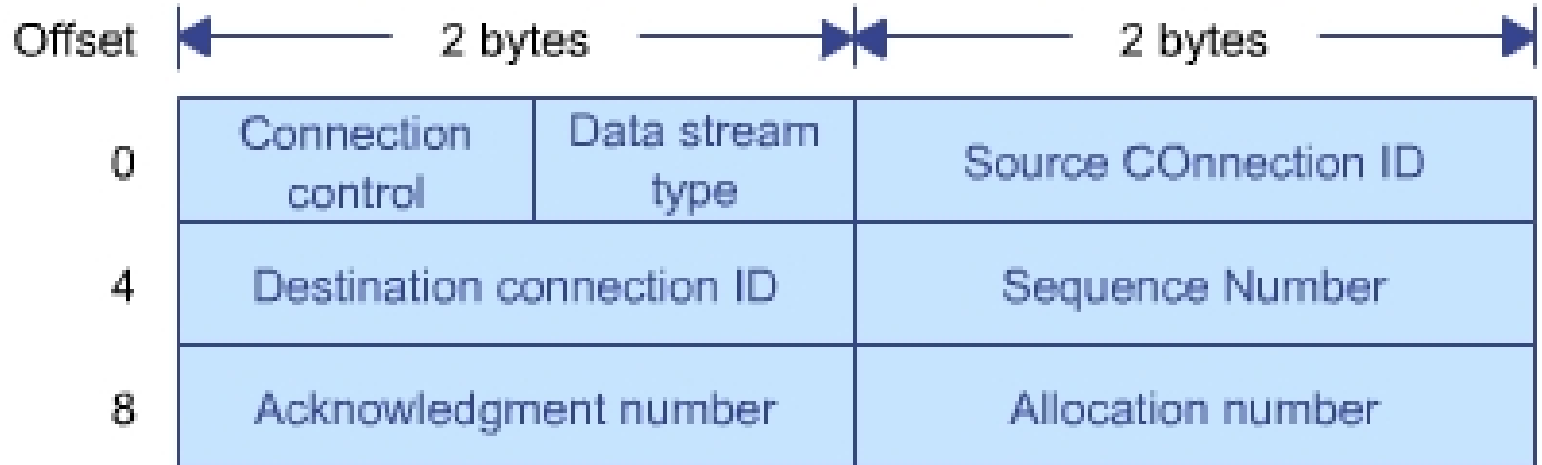 Offset 2 bytes 2 bytes
0 Connection control Data stream type Source COnnection ID
4 Destination connection ID Sequence Number
8 Acknowledgment number Allocation number